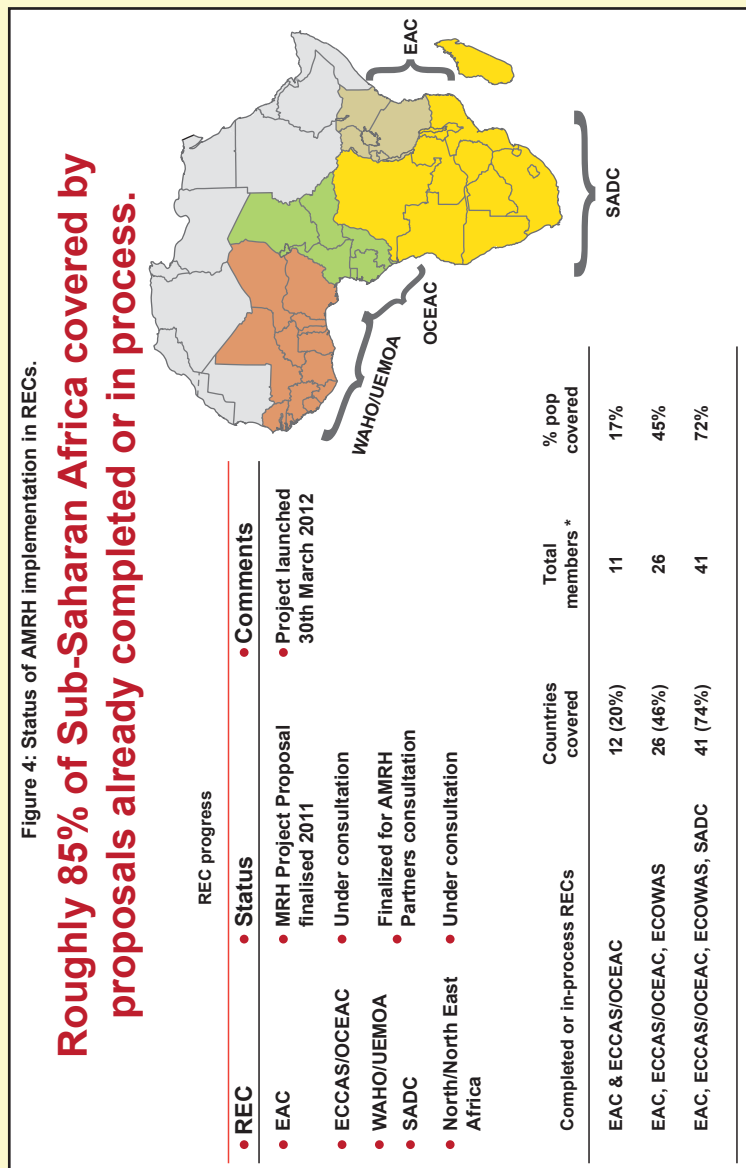 Figure 4: Status of AMRH implementation in RECs.
Roughly 85% of Sub-Saharan Africa covered by
proposals already completed or in process.
REC progress
• REC • Status • Comments
• EAC • MRH Project Proposal finalised 2011 • Project launched 30th March 2012
• ECCAS/OCEAC • Under consultation
• WAHO/UEMOA Finalized for AMRH
• SADC • Partners consultation
• North/North East Africa • Under consultation
Completed or in-process RECs Countries covered Total members * % pop covered
EAC & ECCAS/OCEAC 12 (20%) 11 17%
EAC, ECCAS/OCEAC, ECOWAS 26 (46%) 26 45%
EAC, ECCAS/OCEAC, ECOWAS, SADC 41 (74%) 41 72%
WAHO/UEMOA
OCEAC
EAC
SADC